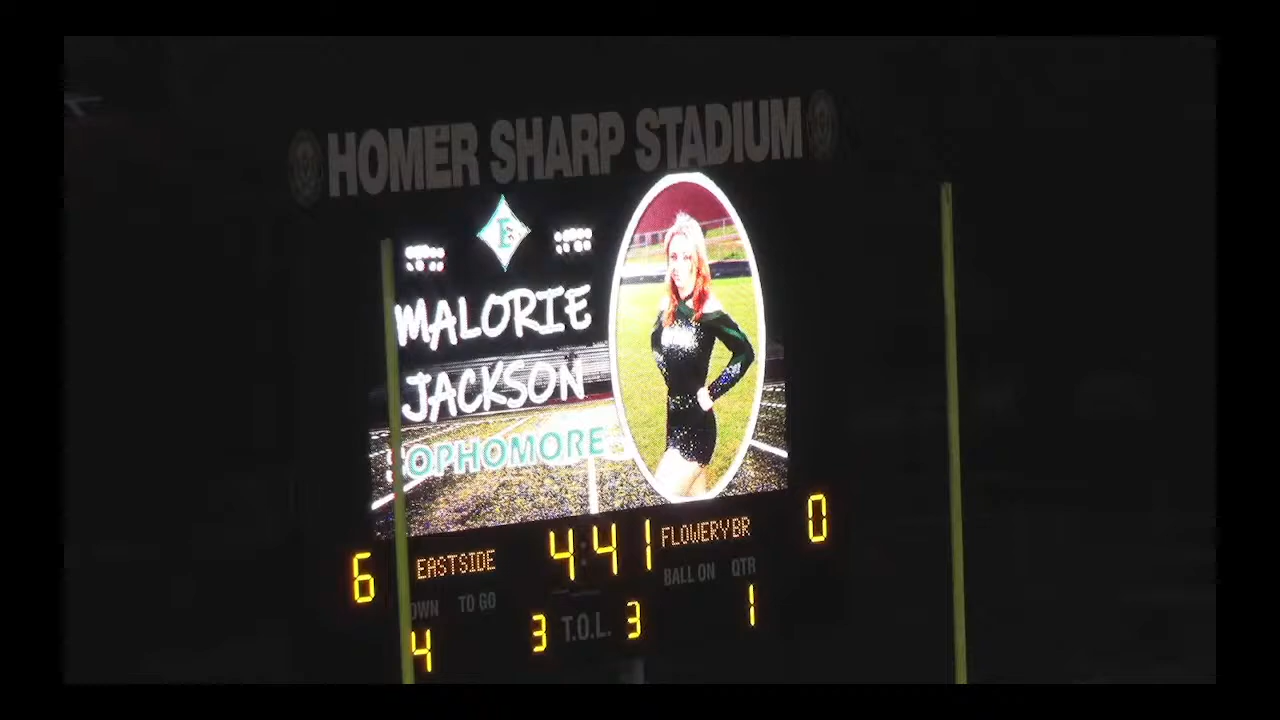 HOMER SHARP STADIUM
E
MALORIE
JACKSON
SOPHOMORE
6 EASTSIDE 4:41 FLOWERYBR 0
DOWN TO GO BALL ON QTR
4 3 T.O.L. 3 1